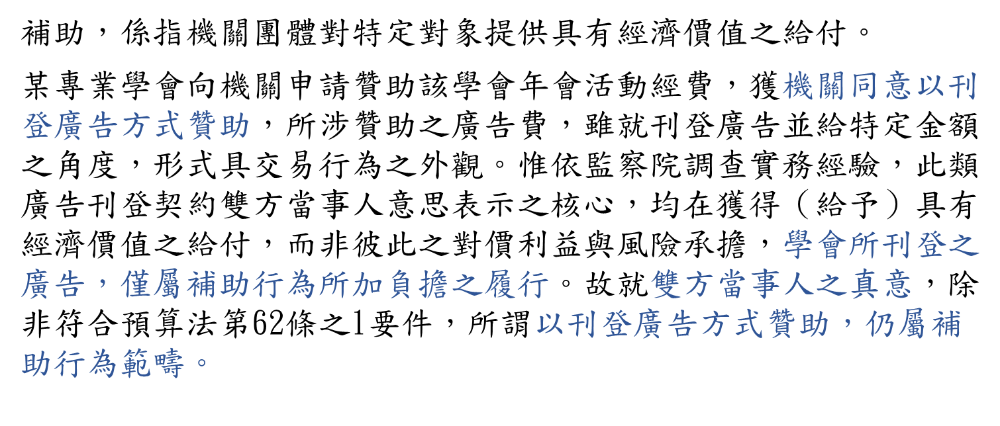 補助，係指機關團體對特定對象提供具有經濟價值之給付。
某專業學會向機關申請贊助該學會年會活動經費，獲機關同意以刊
登廣告方式贊助，所涉贊助之廣告費，雖就刊登廣告並給特定金額
之角度，形式具交易行為之外觀。惟依監察院調查實務經驗，此類
廣告刊登契約雙方當事人意思表示之核心，均在獲得（給予）具有
經濟價值之給付，而非彼此之對價利益與風險承擔，學會所刊登之
廣告，僅屬補助行為所加負擔之履行。故就雙方當事人之真意，除
非符合預算法第62條之1要件，所謂以刊登廣告方式贊助，仍屬補
助行為範疇。